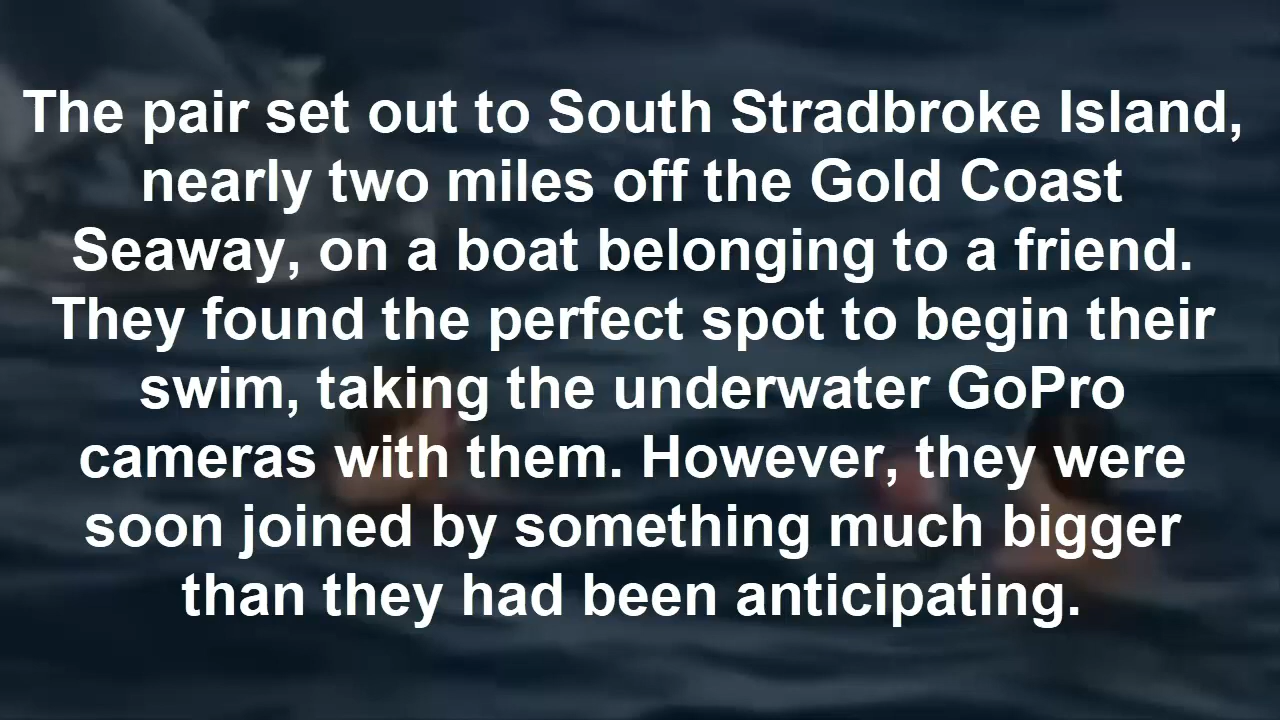 The pair set out to South Stradbroke Island,
nearly two miles off the Gold Coast
Seaway, on a boat belonging to a friend.
They found the perfect spot to begin their
swim, taking the underwater GoPro
cameras with them. However, they were
soon joined by something much bigger
than they had been anticipating.